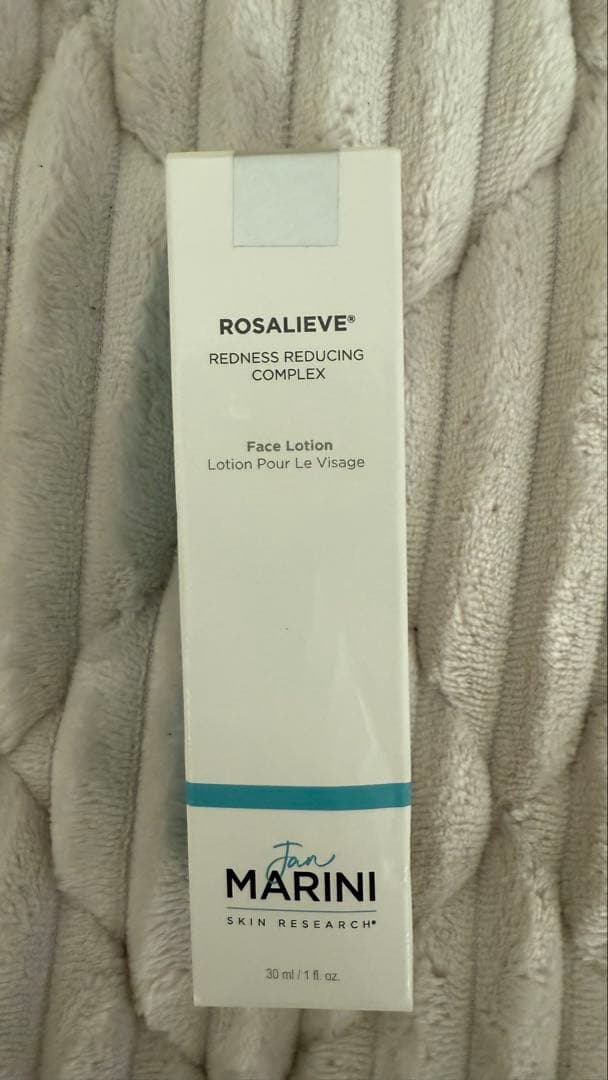 ROSALIEVE®
REDNESS REDUCING
COMPLEX
Face Lotion
Lotion Pour Le Visage
Jan
MARINI
SKIN RESEARCH®
30 ml / 1 fl. oz.